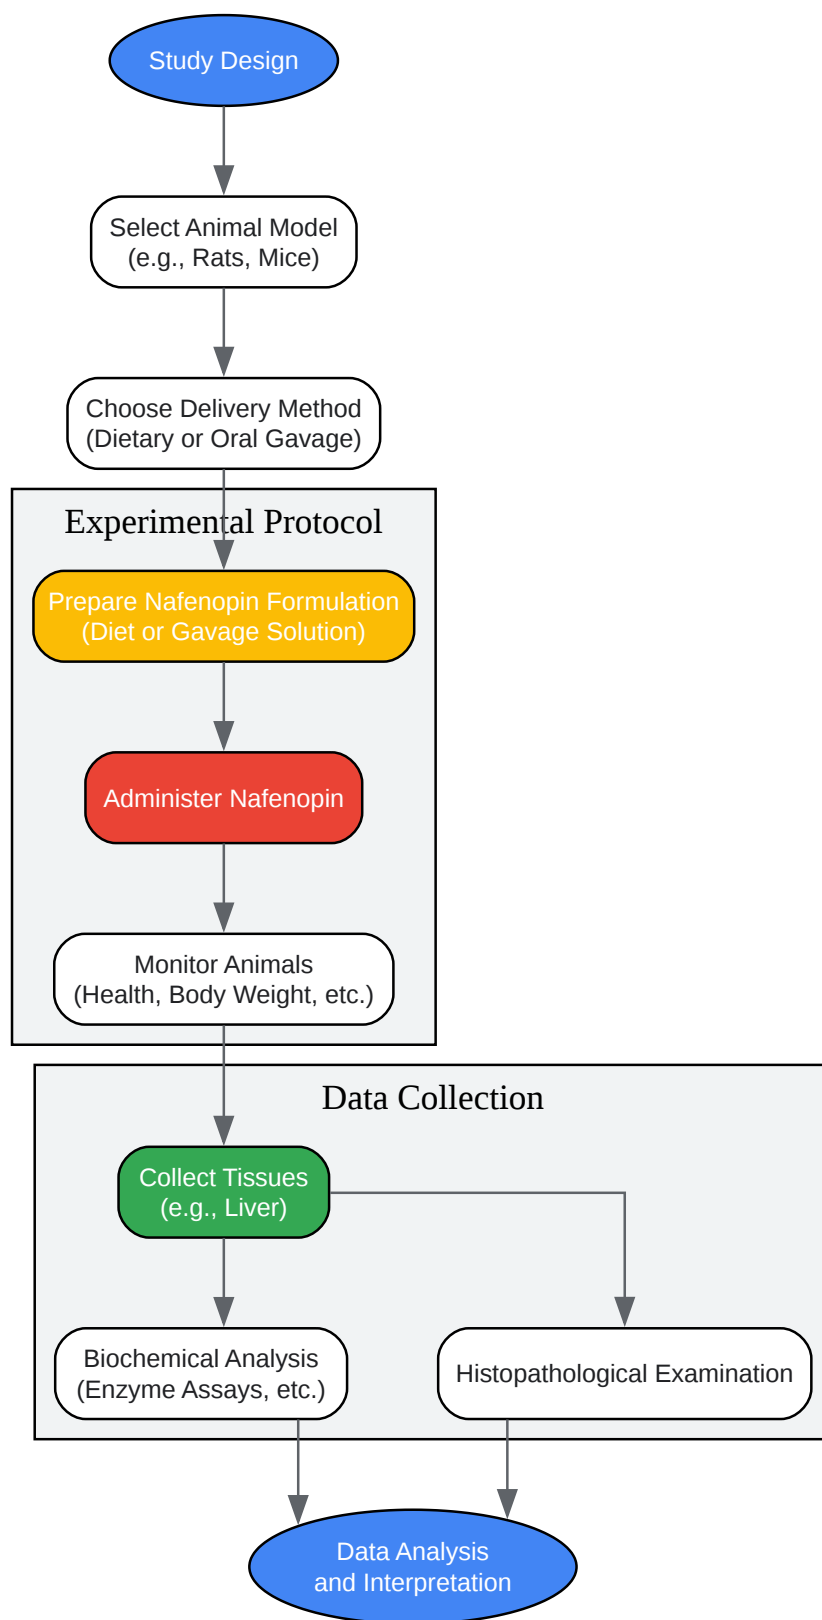 Study Design
Select Animal Model
(e.g., Rats, Mice)
Choose Delivery Method
(Dietary or Oral Gavage)
Experimental Protocol
Prepare Nafenopin Formulation
(Diet or Gavage Solution)
Administer Nafenopin
Monitor Animals
(Health, Body Weight, etc.)
Data Collection
Collect Tissues
(e.g., Liver)
Biochemical Analysis
(Enzyme Assays, etc.)
Histopathological Examination
Data Analysis
and Interpretation